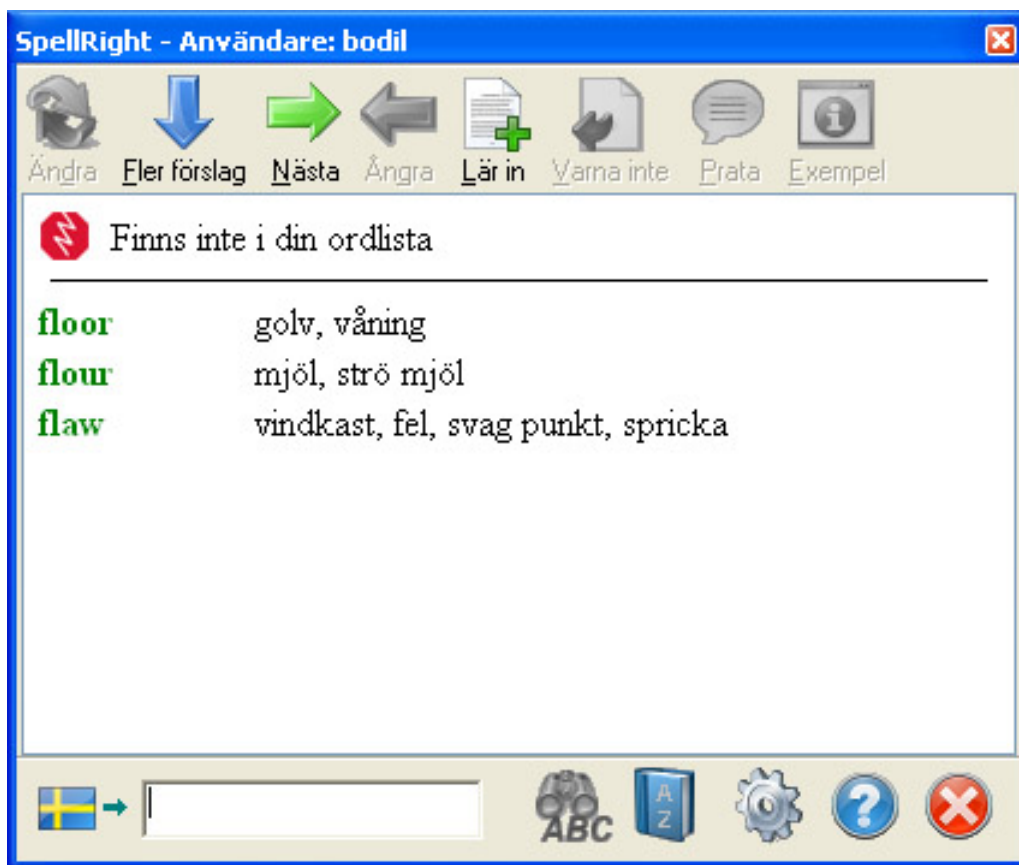 SpellRight - Användare: bodil
Ändra Fler förslag Nästa Ångra Lär in Varna inte Prata Exempel
Finns inte i din ordlista
floor golv, våning
flour mjöl, strö mjöl
flaw vindkast, fel, svag punkt, spricka
ABC A Z ?